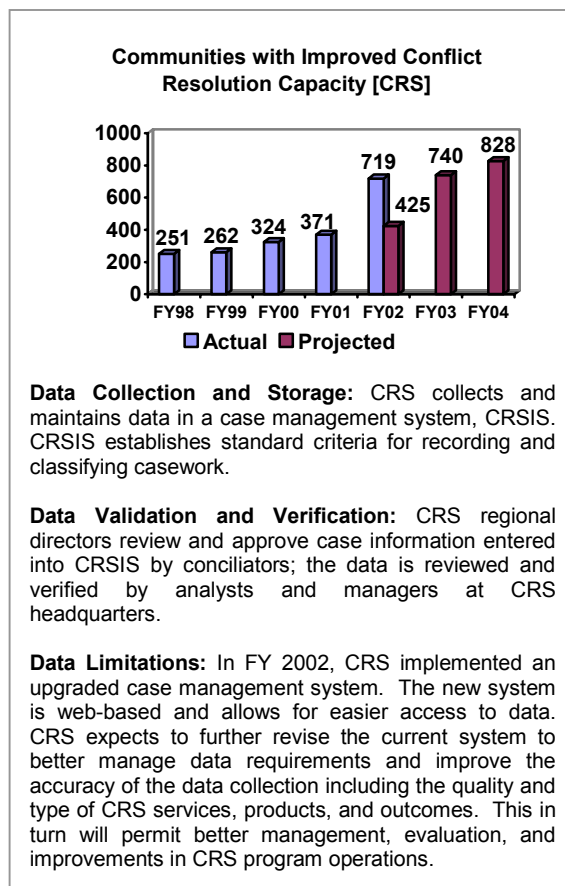 Communities with Improved Conflict
Resolution Capacity [CRS]
1000
800
600
400
200
0
251
262
324
371
719
425
740
828
FY98 FY99 FY00 FY01 FY02 FY03 FY04
Actual Projected
Data Collection and Storage: CRS collects and
maintains data in a case management system, CRSIS.
CRSIS establishes standard criteria for recording and
classifying casework.
Data Validation and Verification: CRS regional
directors review and approve case information entered
into CRSIS by conciliators; the data is reviewed and
verified by analysts and managers at CRS
headquarters.
Data Limitations: In FY 2002, CRS implemented an
upgraded case management system. The new system
is web-based and allows for easier access to data.
CRS expects to further revise the current system to
better manage data requirements and improve the
accuracy of the data collection including the quality and
type of CRS services, products, and outcomes. This in
turn will permit better management, evaluation, and
improvements in CRS program operations.